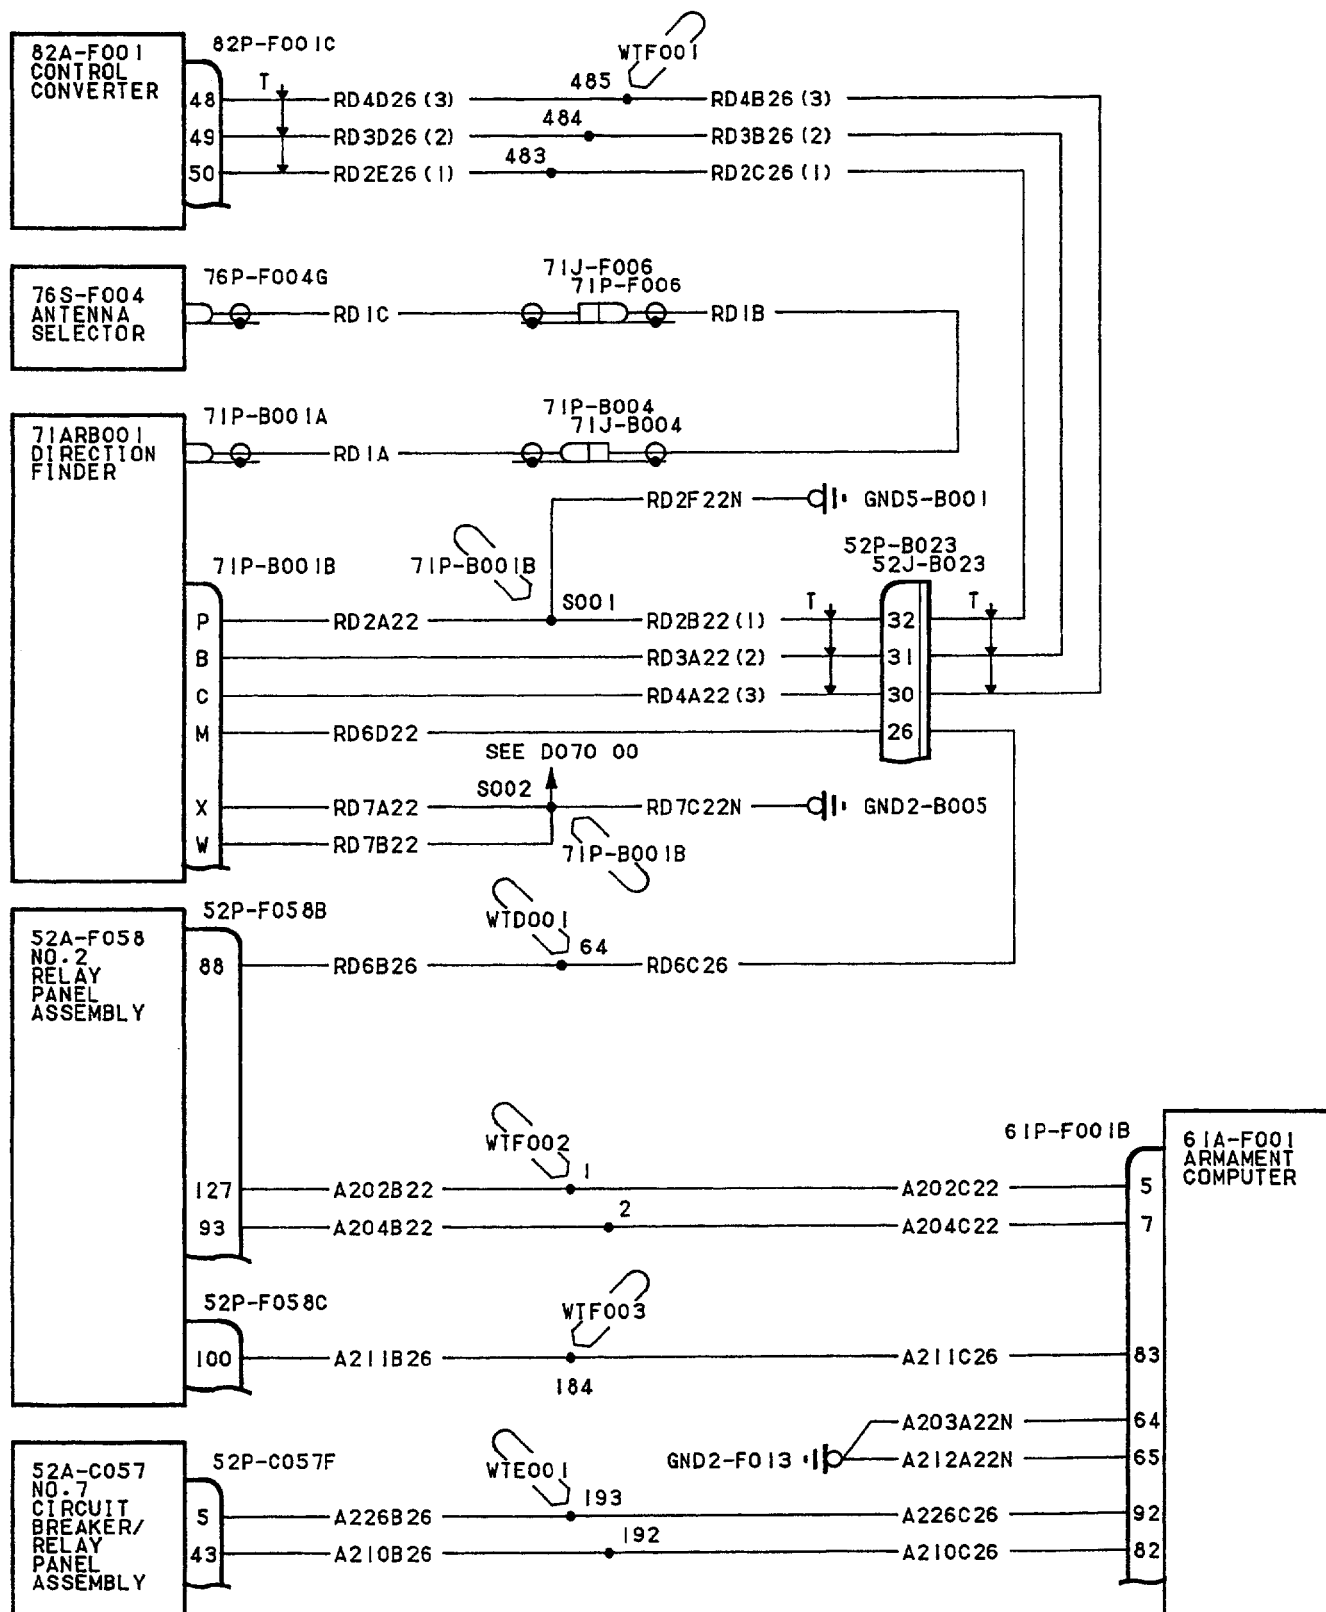 82A-F001
CONTROL
CONVERTER
82P-F001C
WTF001
T
485
48
RD4D26(3)
RD4B26(3)
484
49
RD3D26(2)
RD3B26(2)
483
50
RD2E26(1)
RD2C26(1)
76S-F004
ANTENNA
SELECTOR
76P-F004G
71J-F006
71P-F006
RD1C
RD1B
71ARB001
DIRECTION
FINDER
71P-B001A
71P-B004
71J-B004
RD1A
RD2F22N
GND5-B001
52P-B023
52J-B023
71P-B001B
71P-B001B
S001
T
T
P
RD2A22
RD2B22(1)
32
B
RD3A22(2)
31
C
RD4A22(3)
30
M
RD6D22
26
SEE D070 00
S002
X
RD7A22
RD7C22N
GND2-B005
W
RD7B22
71P-B001B
52A-F058
NO.2
RELAY
PANEL
ASSEMBLY
52P-F058B
WTD001
64
88
RD6B26
RD6C26
WTF002
61P-F001B
61A-F001
ARMAMENT
COMPUTER
1
127
A202B22
A202C22
5
2
93
A204B22
A204C22
7
52P-F058C
WTF003
100
A211B26
A211C26
83
184
A203A22N
64
GND2-F013
A212A22N
65
52A-C057
NO.7
CIRCUIT
BREAKER/
RELAY
PANEL
ASSEMBLY
52P-C057F
WTE001
193
S
A226B26
A226C26
92
192
43
A210B26
A210C26
82